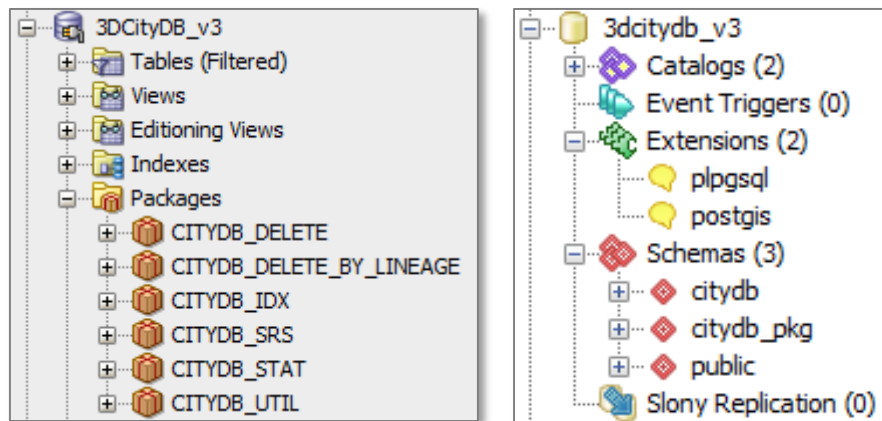 3DCityDB_v3
Tables (Filtered)
Views
Editioning Views
Indexes
Packages
CITYDB_DELETE
CITYDB_DELETE_BY_LINEAGE
CITYDB_IDX
CITYDB_SRS
CITYDB_STAT
CITYDB_UTIL
3dcitydb_v3
Catalogs (2)
Event Triggers (0)
Extensions (2)
plpgsql
postgis
Schemas (3)
citydb
citydb_pkg
public
Slony Replication (0)